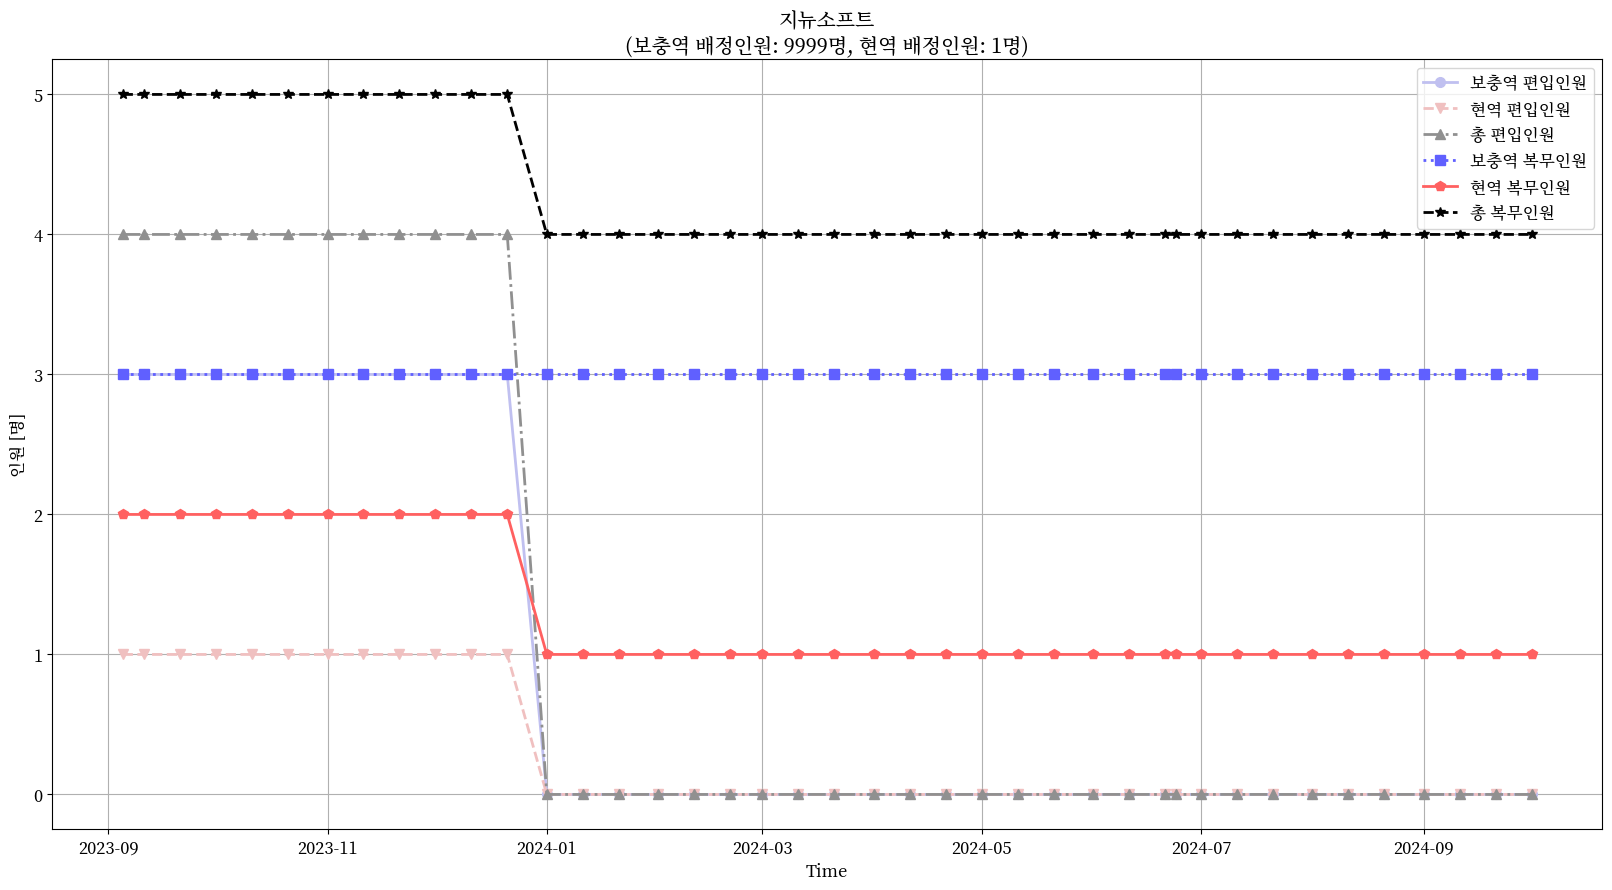 지뉴소프트
(보충역 배정인원: 9999명, 현역 배정인원: 1명)
보충역 편입인원
현역 편입인원
총 편입인원
보충역 복무인원
현역 복무인원
총 복무인원
인원 [명]
5
4
3
2
1
0
2023-09 2023-11 2024-01 2024-03 2024-05 2024-07 2024-09
Time